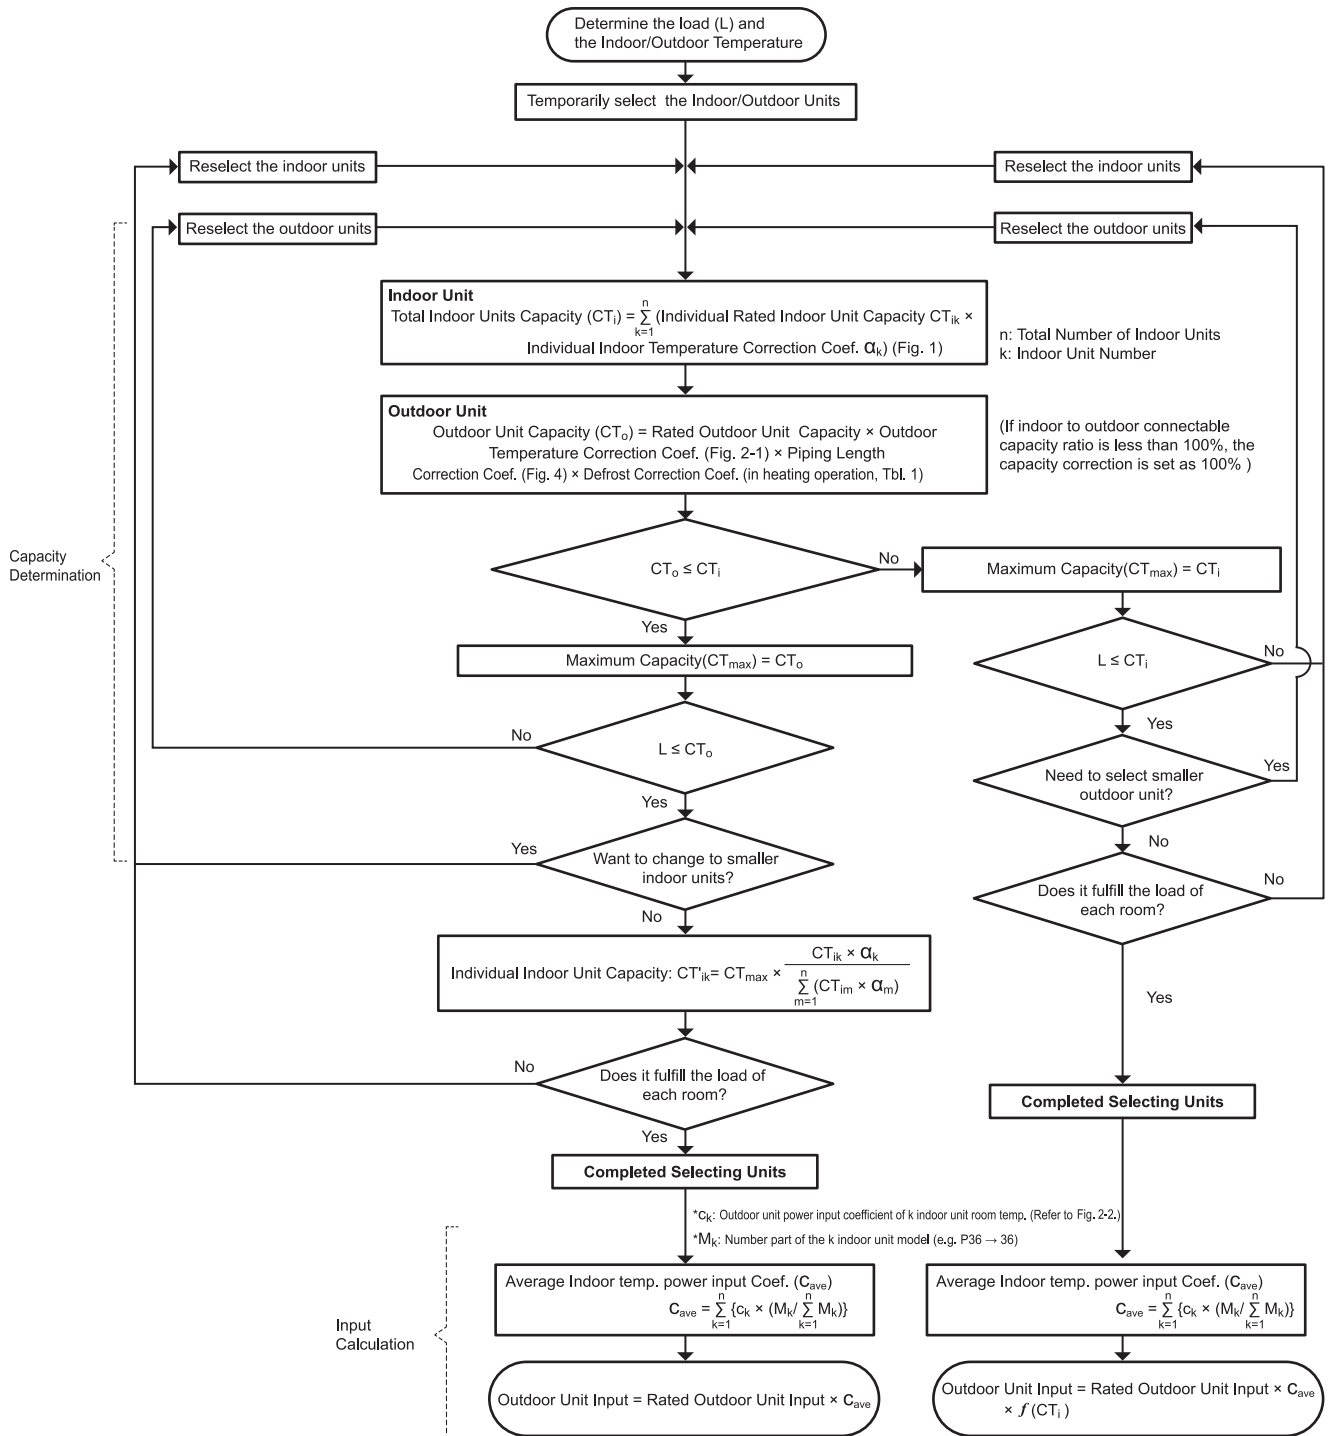 Determine the load (L) and
the Indoor/Outdoor Temperature
Temporarily select the Indoor/Outdoor Units
Reselect the indoor units
Reselect the indoor units
Reselect the outdoor units
Reselect the outdoor units
Indoor Unit
Total Indoor Units Capacity (CTi) = n∑k=1 (Individual Rated Indoor Unit Capacity CTik ×
Individual Indoor Temperature Correction Coef. αk) (Fig. 1)
n: Total Number of Indoor Units
k: Indoor Unit Number
Outdoor Unit
Outdoor Unit Capacity (CTo) = Rated Outdoor Unit Capacity × Outdoor
Temperature Correction Coef. (Fig. 2-1) × Piping Length
Correction Coef. (Fig. 4) × Defrost Correction Coef. (in heating operation, Tbl. 1)
(If indoor to outdoor connectable
capacity ratio is less than 100%, the
capacity correction is set as 100% )
Capacity
Determination
CTo ≤ CTi
No
Maximum Capacity(CTmax) = CTi
Yes
Maximum Capacity(CTmax) = CTo
L ≤ CTi
No
Yes
L ≤ CTo
No
Yes
Need to select smaller
outdoor unit?
Yes
No
Want to change to smaller
indoor units?
Yes
No
Does it fulfill the load of
each room?
No
Yes
Individual Indoor Unit Capacity: CT'ik= CTmax × CTik × αk / n∑m=1 (CTim × αm)
Does it fulfill the load of
each room?
No
Yes
Completed Selecting Units
Completed Selecting Units
*ck: Outdoor unit power input coefficient of k indoor unit room temp. (Refer to Fig. 2-2.)
*Mk: Number part of the k indoor unit model (e.g. P36 → 36)
Input
Calculation
Average Indoor temp. power input Coef. (Cave)
Cave = n∑k=1 {ck × (Mk/ n∑k=1 Mk)}
Average Indoor temp. power input Coef. (Cave)
Cave = n∑k=1 {ck × (Mk/ n∑k=1 Mk)}
Outdoor Unit Input = Rated Outdoor Unit Input × Cave
Outdoor Unit Input = Rated Outdoor Unit Input × Cave
× f (CTi )